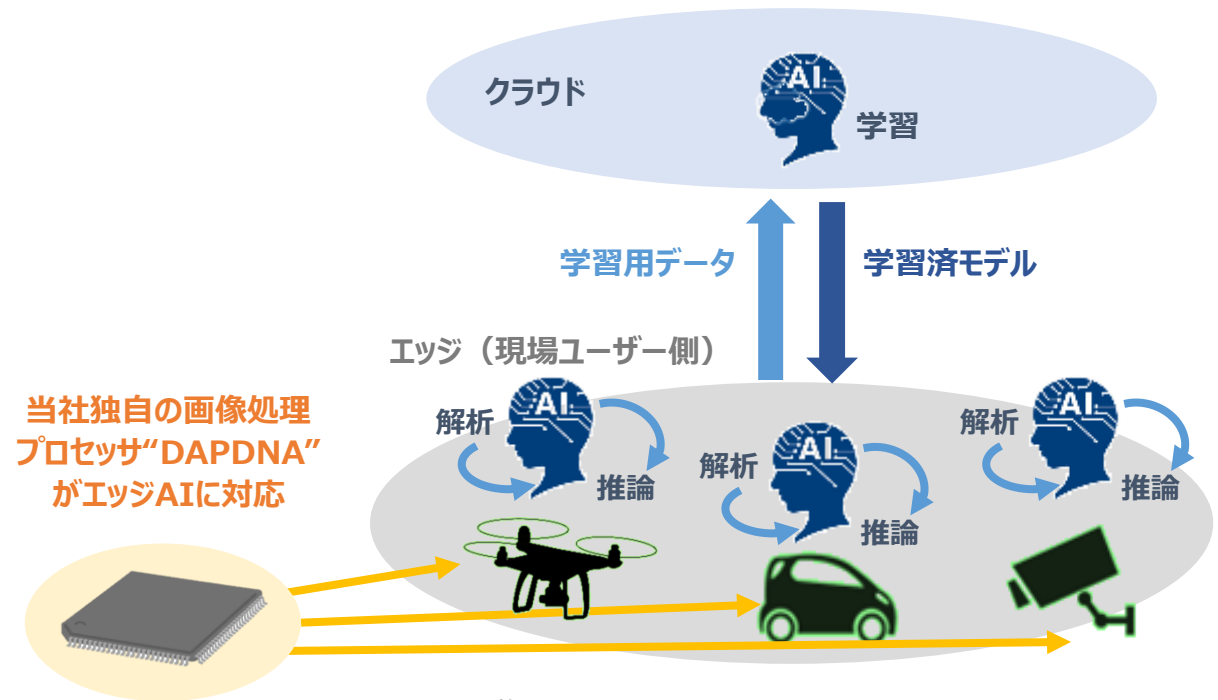 クラウド
AI
学習
学習用データ
学習済モデル
エッジ（現場ユーザー側）
当社独自の画像処理
プロセッサ“DAPDNA”
がエッジAIに対応
解析
AI
推論
解析
AI
推論
解析
AI
推論